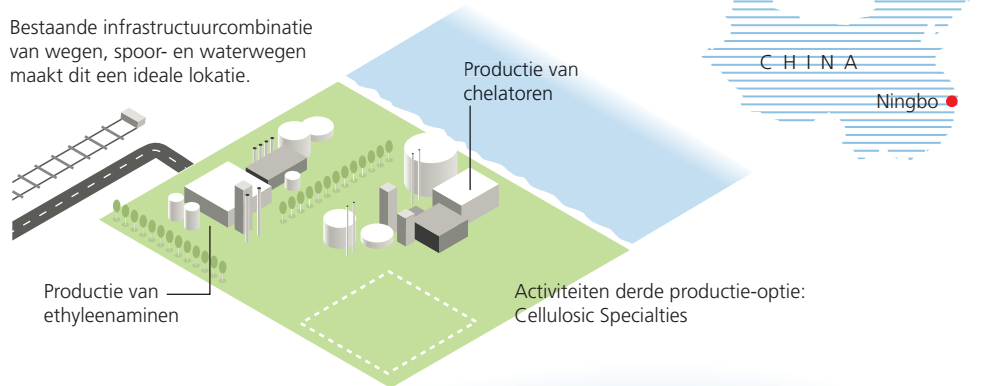 Bestaande infrastructuurcombinatie
van wegen, spoor- en waterwegen
maakt dit een ideale lokatie.
Productie van
chelatoren
CHINA
Ningbo
Productie van
ethyleenaminen
Activiteiten derde productie-optie:
Cellulosic Specialties